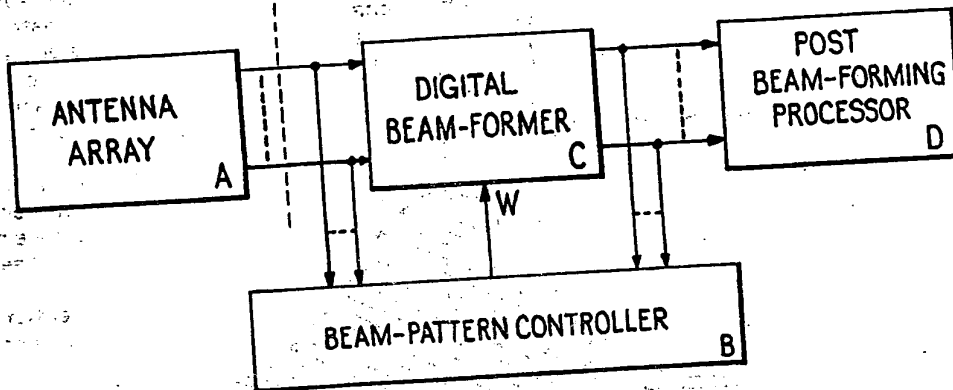 ANTENNA
ARRAY
A
DIGITAL
BEAM-FORMER
C
POST
BEAM-FORMING
PROCESSOR
D
W
BEAM-PATTERN CONTROLLER
B